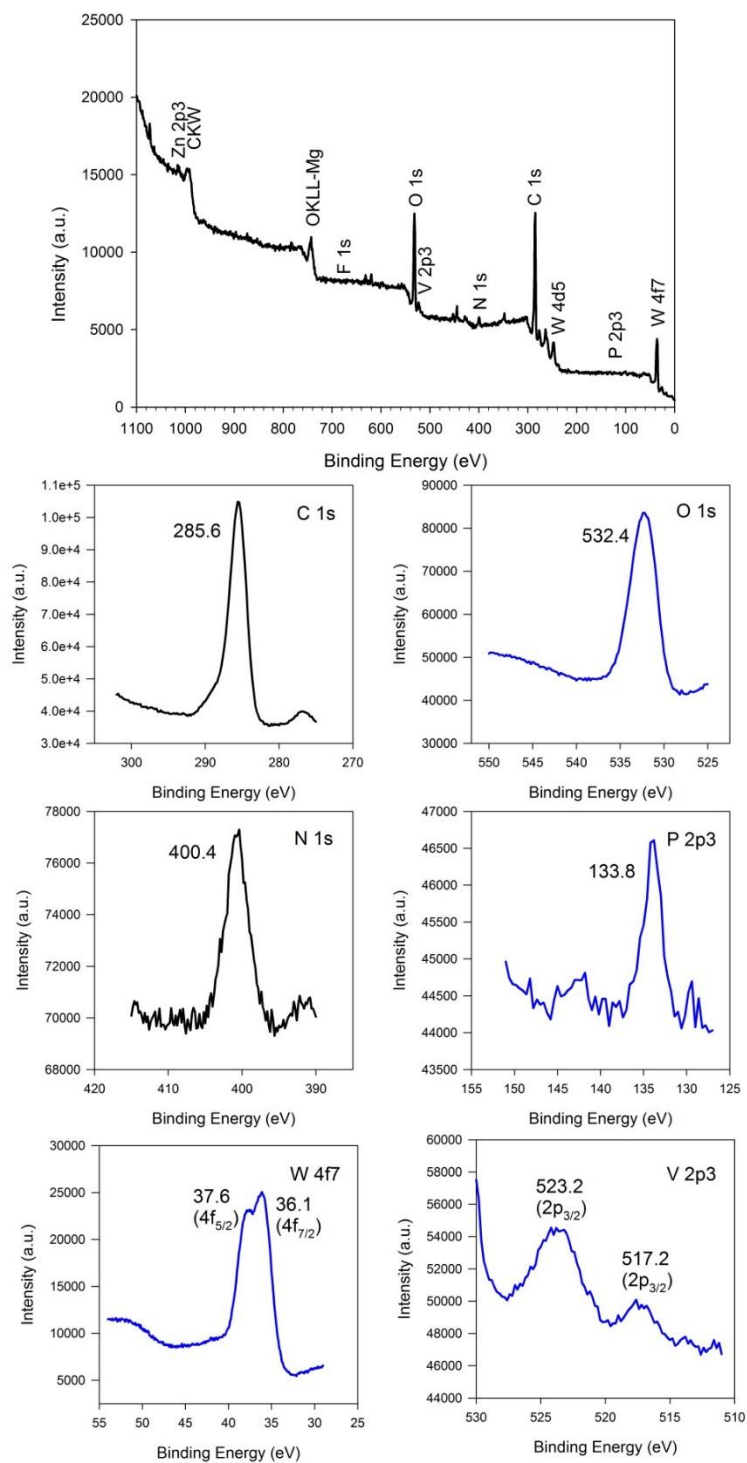 25000
20000
15000
10000
5000
0
Intensity (a.u.)
Zn 2p3
CKW
OKLL-Mg
F 1s
O 1s
V 2p3
N 1s
C 1s
W 4d5
P 2p3
W 4f7
1100 1000 900 800 700 600 500 400 300 200 100 0
Binding Energy (eV)
1.1e+5
1.0e+5
9.0e+4
8.0e+4
7.0e+4
6.0e+4
5.0e+4
4.0e+4
3.0e+4
Intensity (a.u.)
C 1s
285.6
300 290 280 270
Binding Energy (eV)
90000
80000
70000
60000
50000
40000
30000
Intensity (a.u.)
O 1s
532.4
550 545 540 535 530 525
Binding Energy (eV)
78000
76000
74000
72000
70000
68000
Intensity (a.u.)
N 1s
400.4
420 410 400 390
Binding Energy (eV)
47000
46500
46000
45500
45000
44500
44000
43500
Intensity (a.u.)
P 2p3
133.8
155 150 145 140 135 130 125
Binding Energy (eV)
30000
25000
20000
15000
10000
5000
Intensity (a.u.)
W 4f7
37.6
(4f5/2)
36.1
(4f7/2)
55 50 45 40 35 30 25
Binding Energy (eV)
60000
58000
56000
54000
52000
50000
48000
46000
44000
Intensity (a.u.)
V 2p3
523.2
(2p3/2)
517.2
(2p3/2)
530 525 520 515 510
Binding Energy (eV)